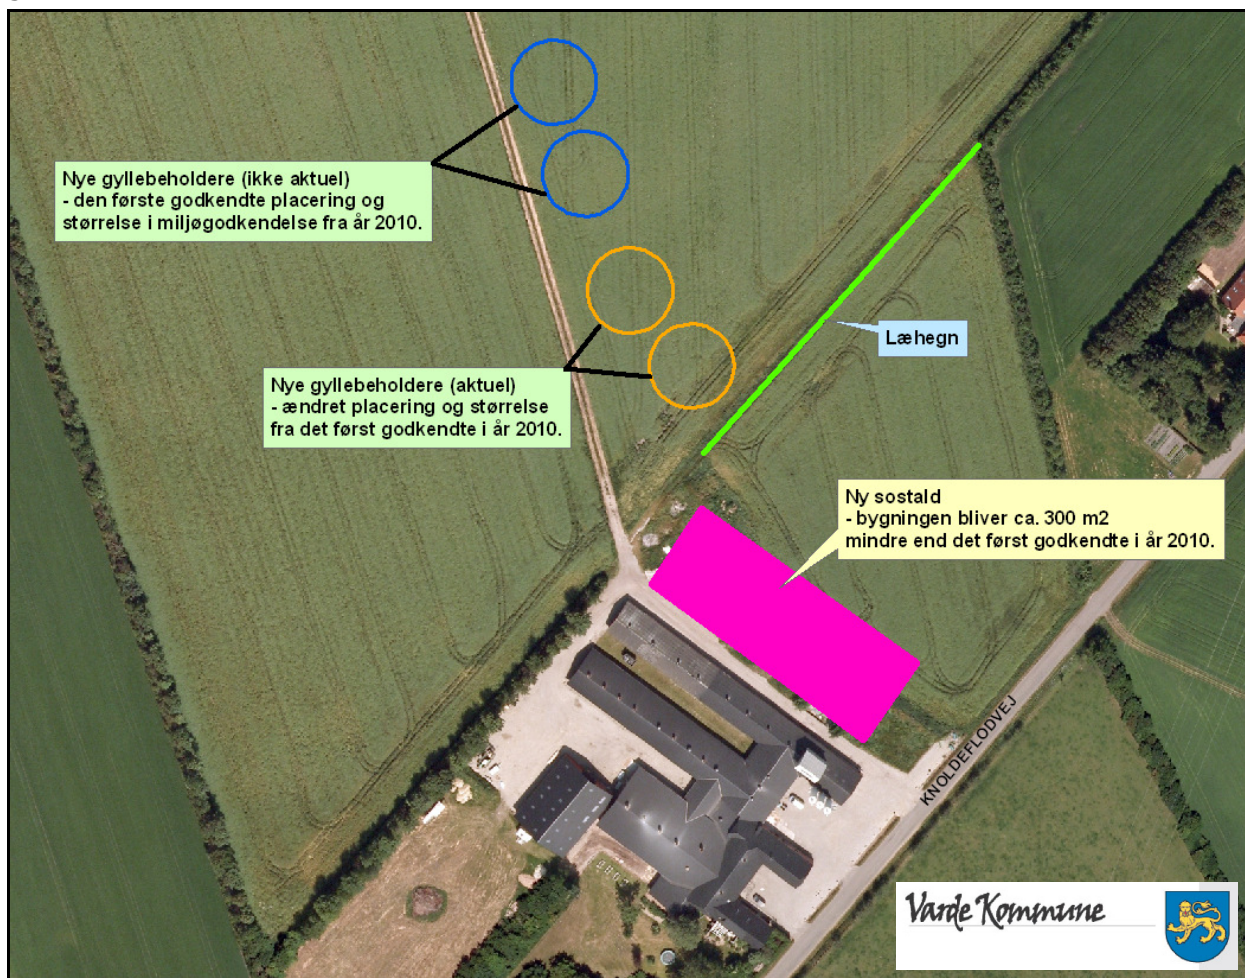 Nye gyllebeholdere (ikke aktuel)
- den første godkendte placering og
størrelse i miljøgodkendelse fra år 2010.
Læhegn
Nye gyllebeholdere (aktuel)
- ændret placering og størrelse
fra det først godkendte i år 2010.
Ny sostald
- bygningen bliver ca. 300 m2
mindre end det først godkendte i år 2010.
KNOLDEFLODVEJ
Varde Kommune